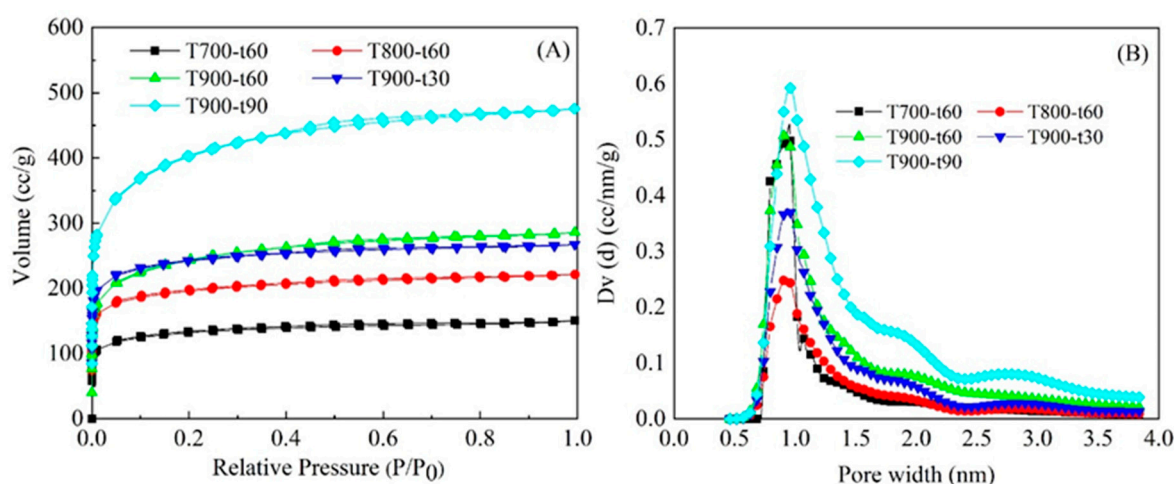 (A)
T700-t60
T800-t60
T900-t60
T900-t30
T900-t90
Volume (cc/g)
600
500
400
300
200
100
0
0.0 0.2 0.4 0.6 0.8 1.0
Relative Pressure (P/P0)
(B)
T700-t60
T800-t60
T900-t60
T900-t30
T900-t90
Dv (d) (cc/nm/g)
0.7
0.6
0.5
0.4
0.3
0.2
0.1
0.0
0.0 0.5 1.0 1.5 2.0 2.5 3.0 3.5 4.0
Pore width (nm)